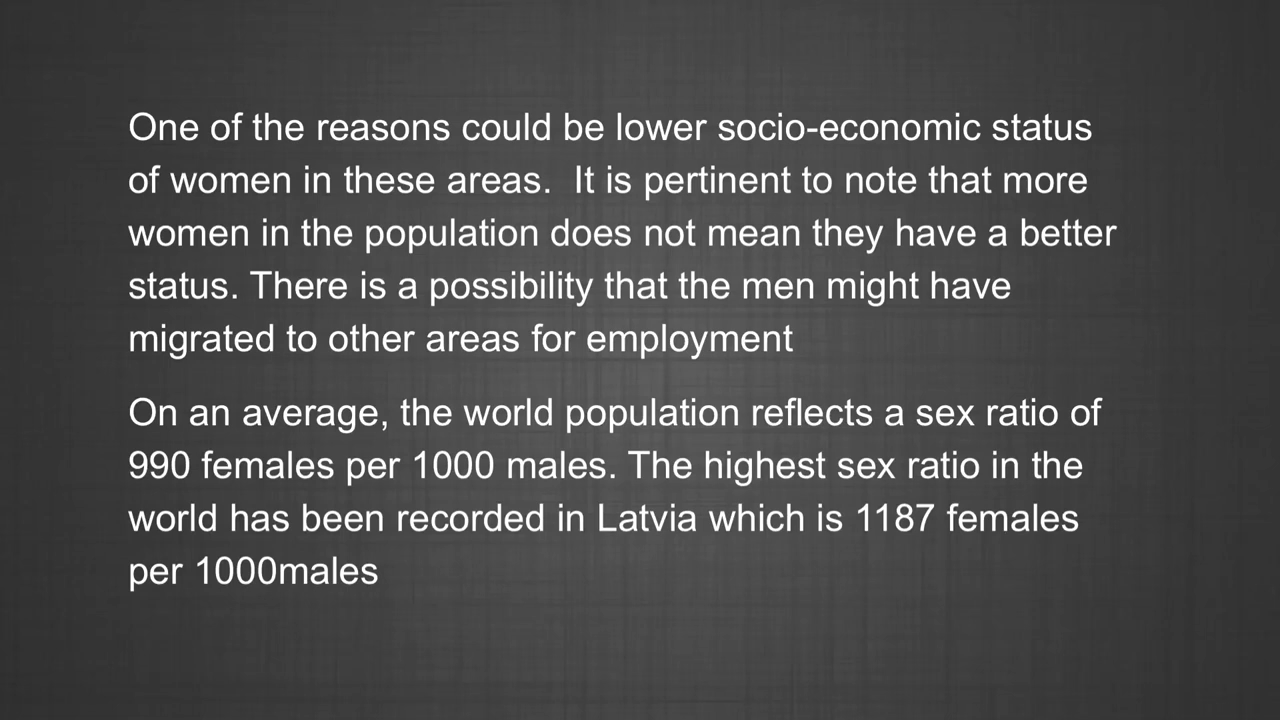 One of the reasons could be lower socio-economic status
of women in these areas.  It is pertinent to note that more
women in the population does not mean they have a better
status. There is a possibility that the men might have
migrated to other areas for employment
On an average, the world population reflects a sex ratio of
990 females per 1000 males. The highest sex ratio in the
world has been recorded in Latvia which is 1187 females
per 1000males